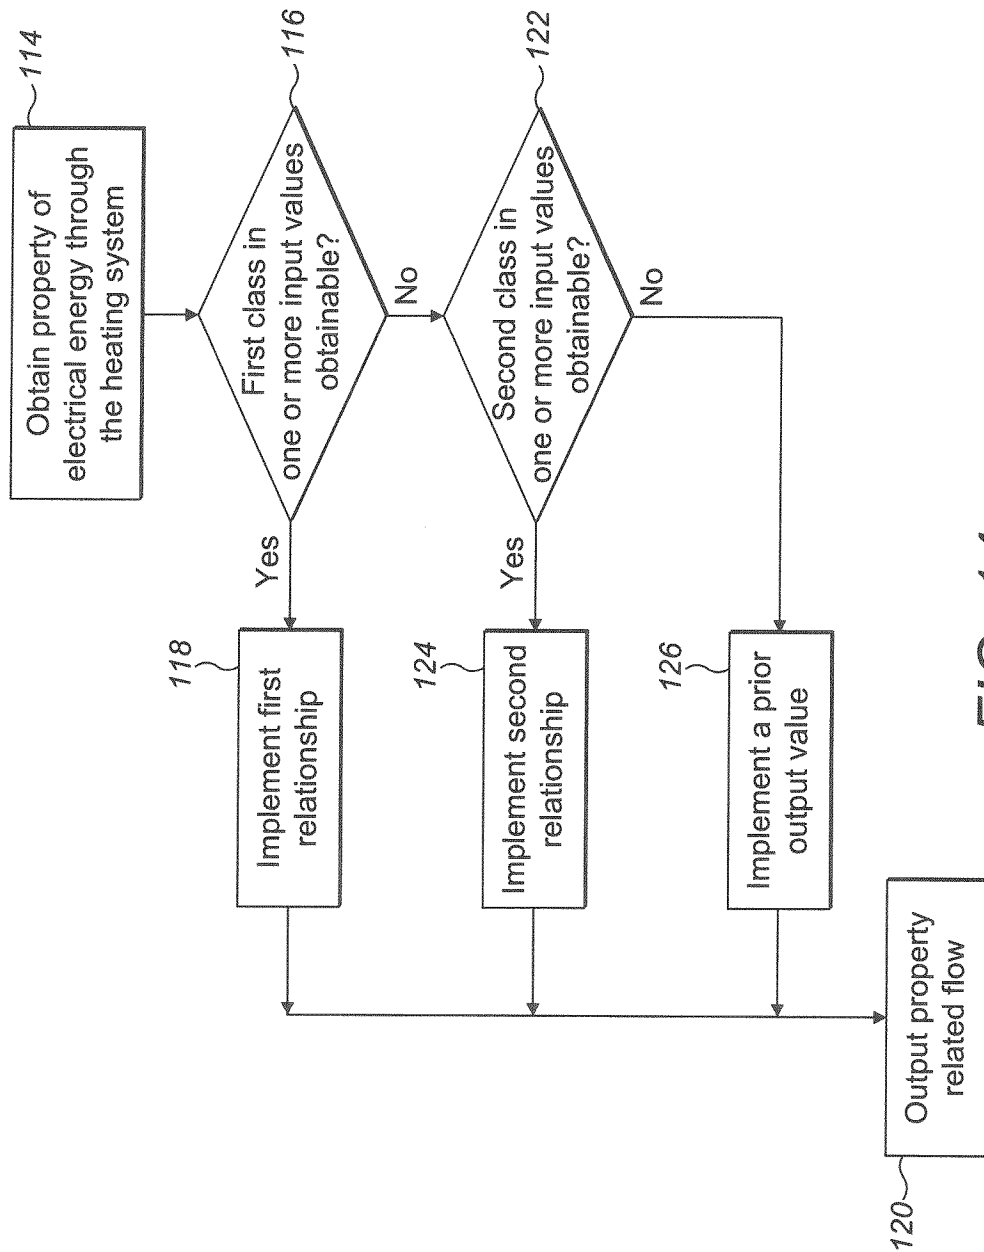 114
Obtain property of
electrical energy through
the heating system
116
First class in
one or more input values
obtainable?
Yes
No
118
Implement first
relationship
122
Second class in
one or more input values
obtainable?
Yes
No
124
Implement second
relationship
126
Implement a prior
output value
120
Output property
related flow